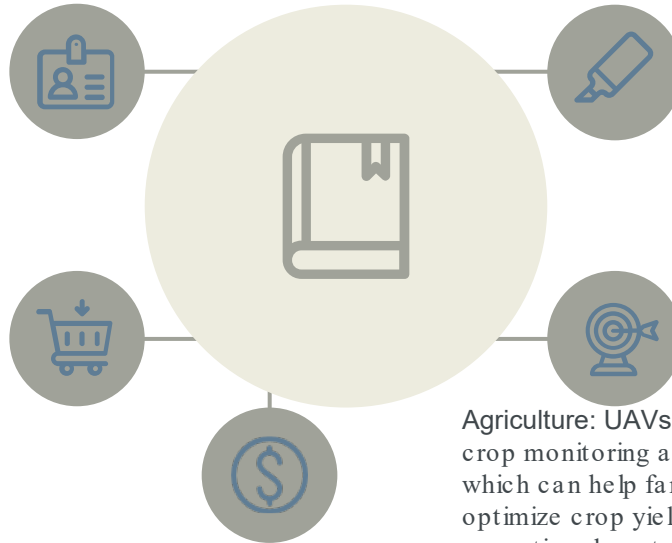 Agriculture: UAVs
crop monitoring a
which can help far
optimize crop yiel